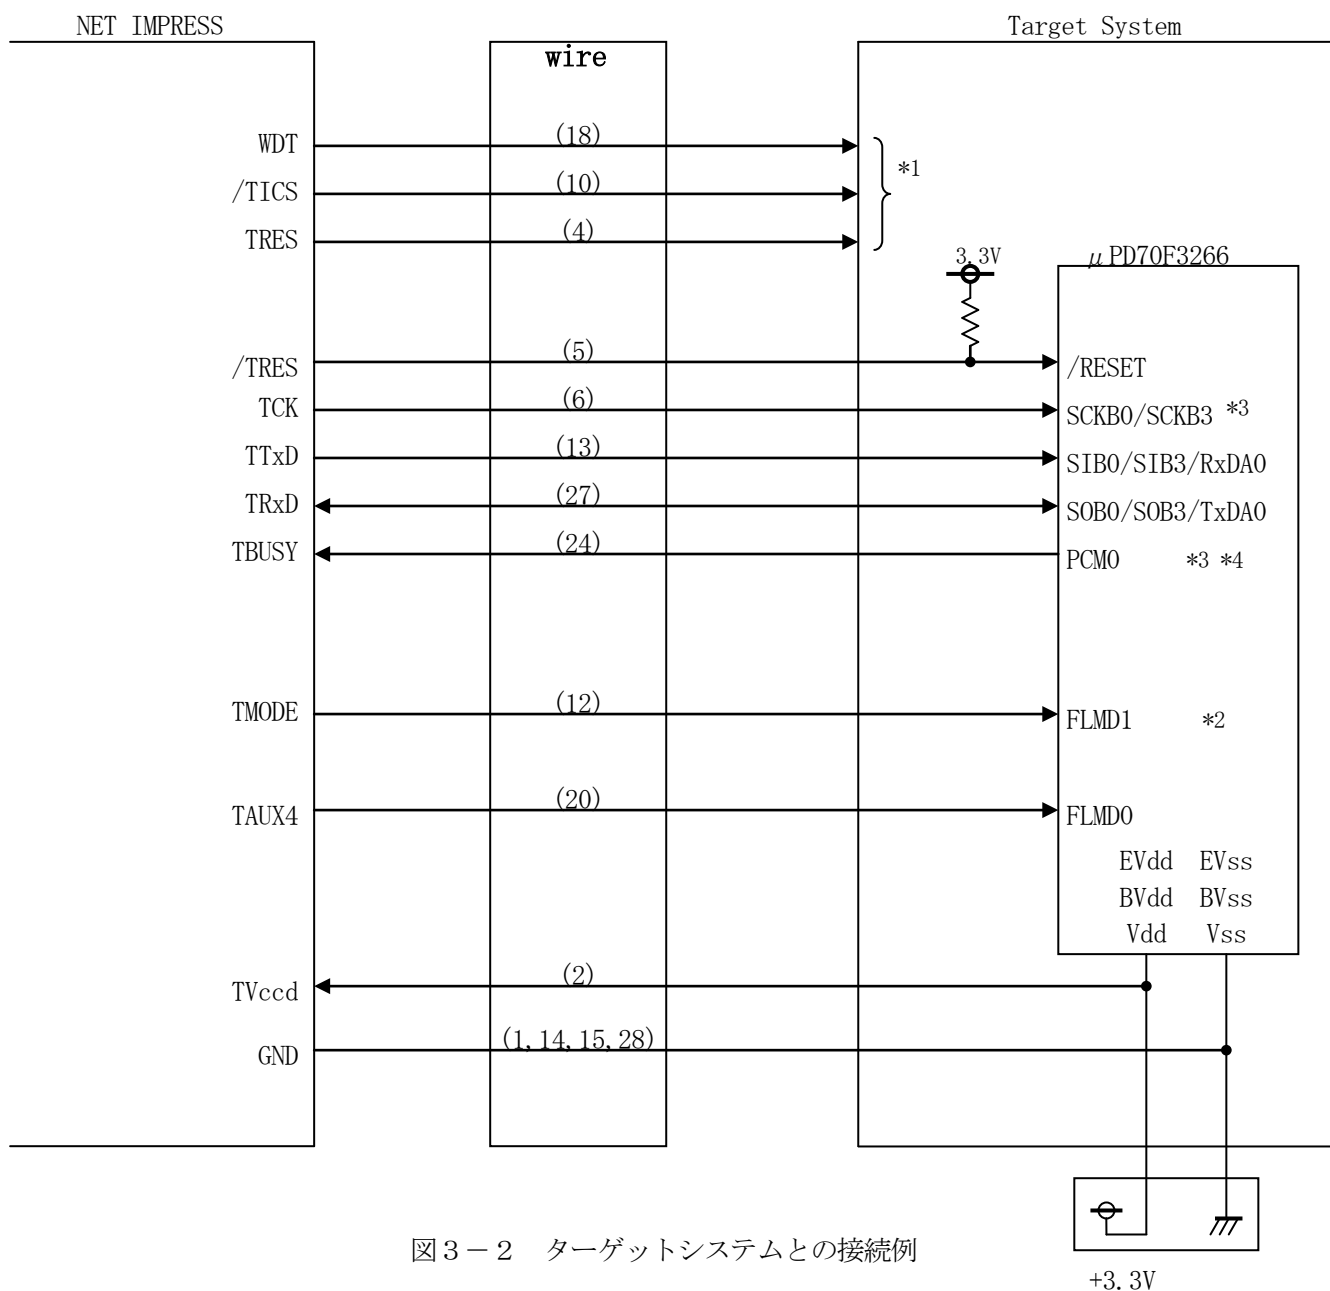 NET IMPRESS
Target System
wire
WDT
(18)
/TICS
(10)
*1
TRES
(4)
3.3V
μPD70F3266
/TRES
(5)
/RESET
TCK
(6)
SCKB0/SCKB3 *3
TTxD
(13)
SIB0/SIB3/RxDA0
TRxD
(27)
SOB0/SOB3/TxDA0
TBUSY
(24)
PCM0 *3 *4
TMODE
(12)
FLMD1 *2
TAUX4
(20)
FLMD0
EVdd EVss
BVdd BVss
Vdd Vss
TVccd
(2)
GND
(1,14,15,28)
図3-2 ターゲットシステムとの接続例
+3.3V